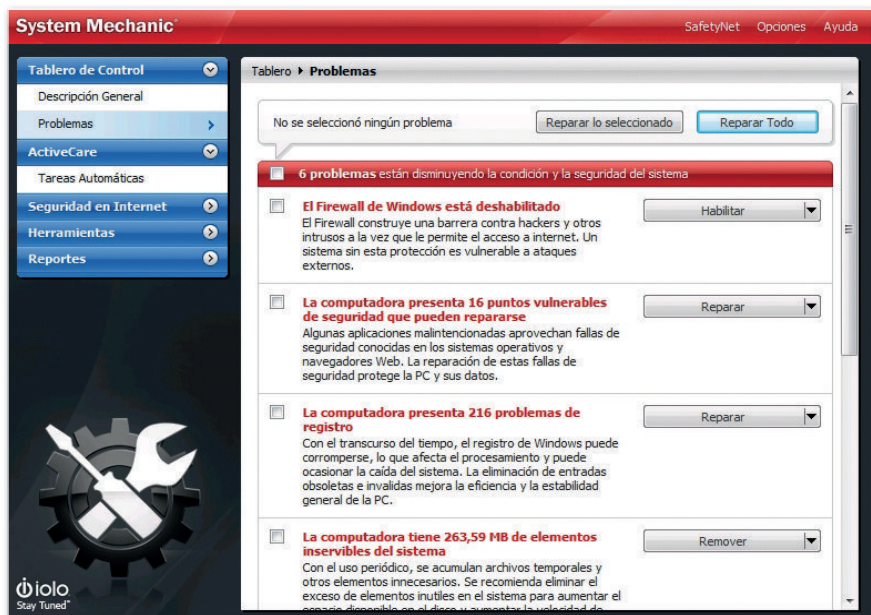 System Mechanic
SafetyNet Opciones Ayuda
Tablero de Control
Descripción General
Problemas
ActiveCare
Tareas Automáticas
Seguridad en Internet
Herramientas
Reportes
iolo
Stay Tuned
Tablero Problemas
No se seleccionó ningún problema
Reparar lo seleccionado
Reparar Todo
6 problemas están disminuyendo la condición y la seguridad del sistema
El Firewall de Windows está deshabilitado
El Firewall construye una barrera contra hackers y otros
intrusos a la vez que le permite el acceso a internet. Un
sistema sin esta protección es vulnerable a ataques
externos.
Habilitar
La computadora presenta 16 puntos vulnerables
de seguridad que pueden repararse
Algunas aplicaciones malintencionadas aprovechan fallas de
seguridad conocidas en los sistemas operativos y
navegadores Web. La reparación de estas fallas de
seguridad protege la PC y sus datos.
Reparar
La computadora presenta 216 problemas de
registro
Con el transcurso del tiempo, el registro de Windows puede
corromperse, lo que afecta el procesamiento y puede
ocasionar la caída del sistema. La eliminación de entradas
obsoletas e invalidas mejora la eficiencia y la estabilidad
general de la PC.
Reparar
La computadora tiene 263,59 MB de elementos
inservibles del sistema
Con el uso periódico, se acumulan archivos temporales y
otros elementos innecesarios. Se recomienda eliminar el
exceso de elementos inutiles en el sistema para aumentar el
espacio disponible en el disco y aumentar la velocidad de
Remover